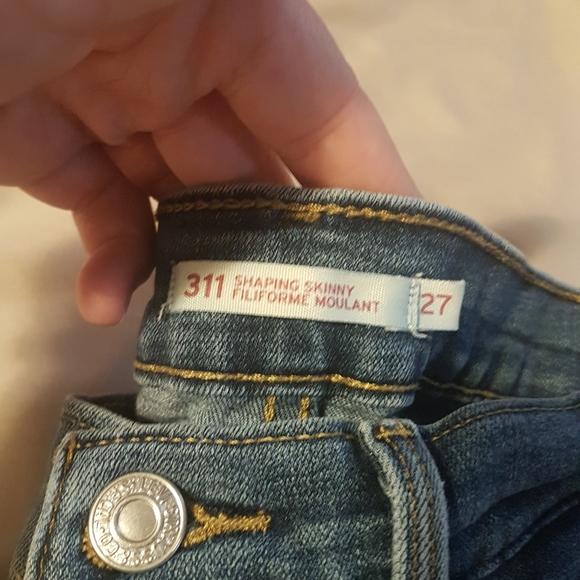 311 SHAPING SKINNY
FILIFORME MOULANT
27